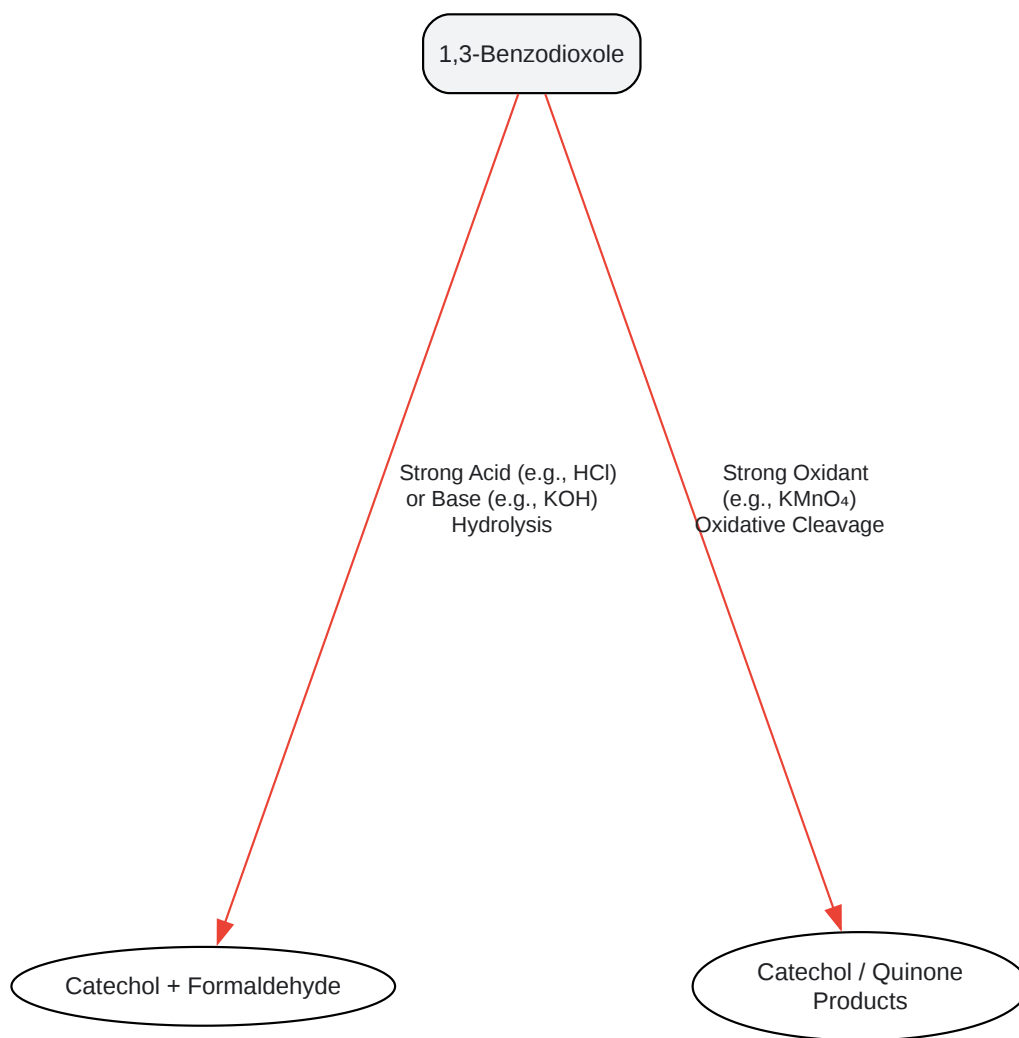 1,3-Benzodioxole
Strong Acid (e.g., HCl)
or Base (e.g., KOH)
Hydrolysis
Strong Oxidant
(e.g., KMnO₄)
Oxidative Cleavage
Catechol + Formaldehyde
Catechol / Quinone
Products